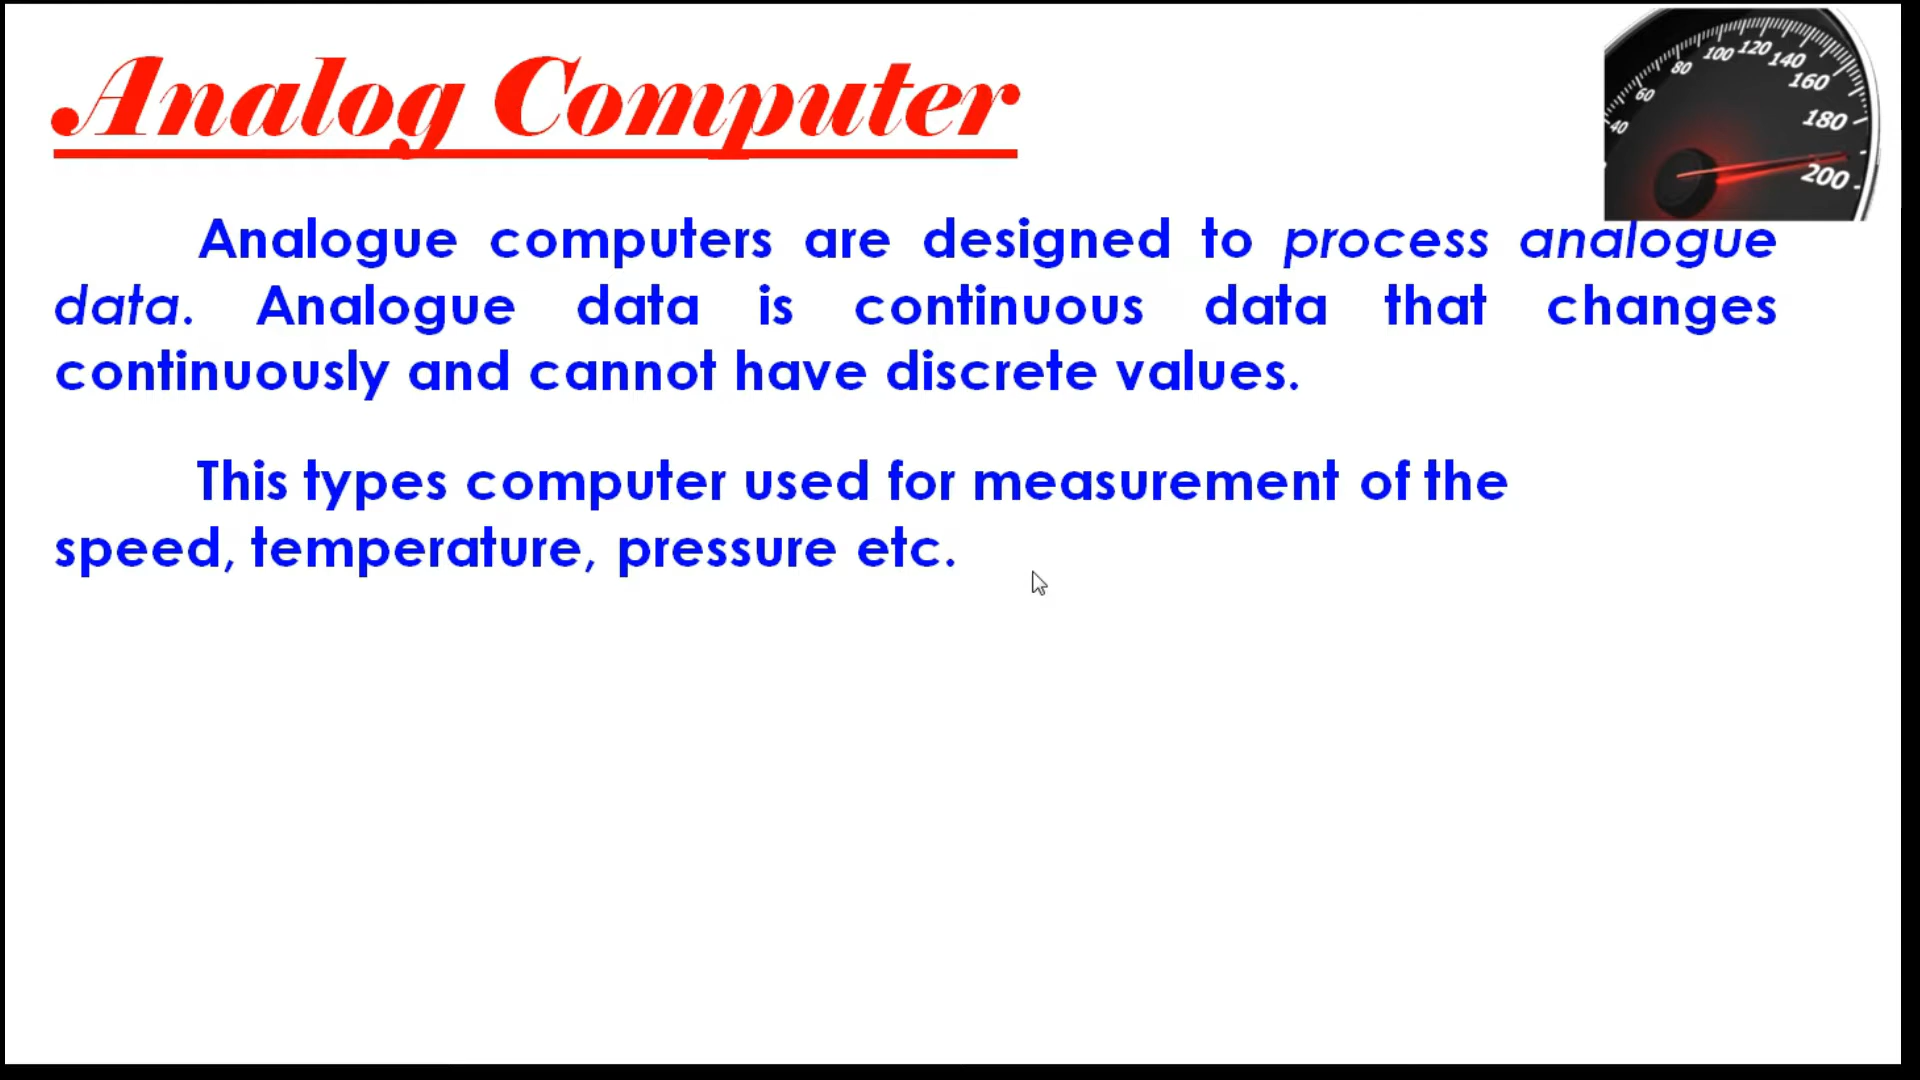 Analog Computer
40 60 80 100 120 140 160 180 200
Analogue computers are designed to process analogue
data. Analogue data is continuous data that changes
continuously and cannot have discrete values.
This types computer used for measurement of the
speed, temperature, pressure etc.